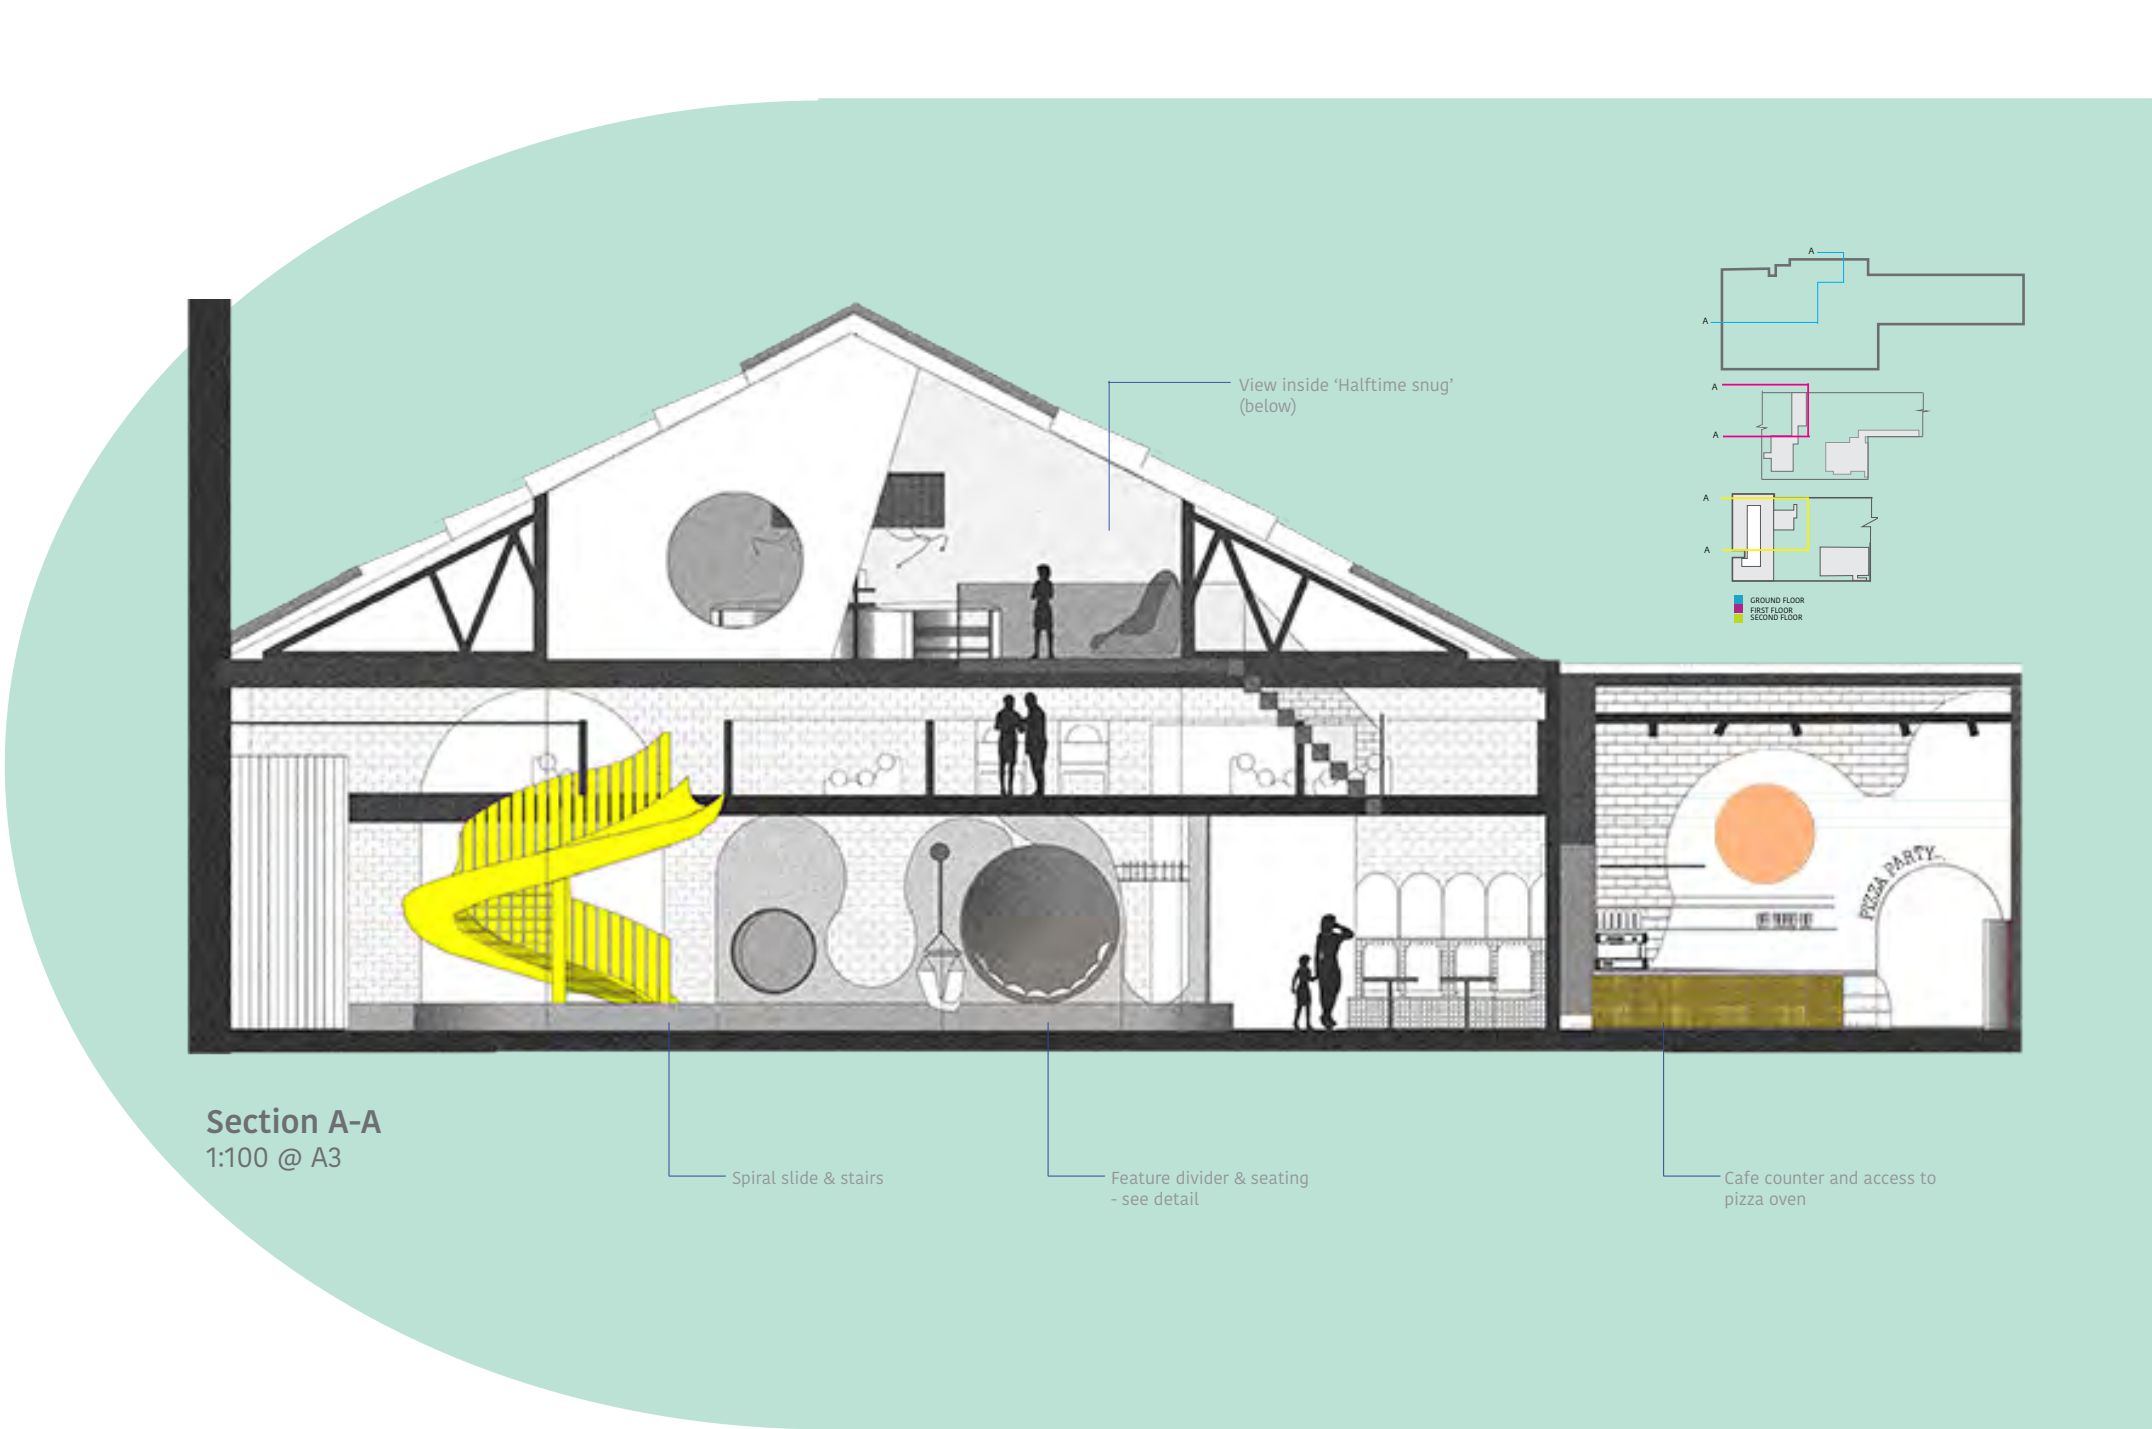 A
A
View inside ‘Halftime snug’
(below)
A
A
A
A
GROUND FLOOR
FIRST FLOOR
SECOND FLOOR
PIZZA PARTY...
Section A-A
1:100 @ A3
Spiral slide & stairs
Feature divider & seating
- see detail
Cafe counter and access to
pizza oven